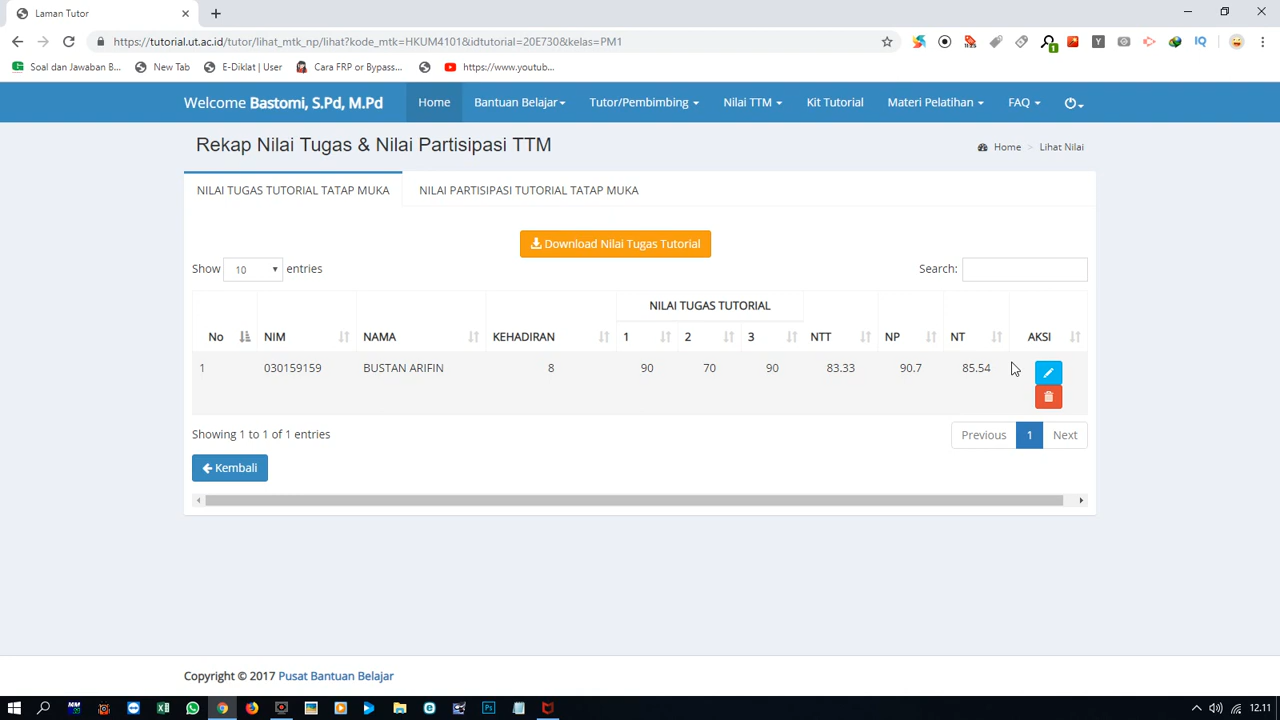 Laman Tutor
https://tutorial.ut.ac.id/tutor/lihat_mtk_np/lihat?kode_mtk=HKUM4101&idtutorial=20E730&kelas=PM1
Soal dan Jawaban B...
New Tab
E-Diklat | User
Cara FRP or Bypass...
https://www.youtub...
Welcome Bastomi, S.Pd, M.Pd
Home
Bantuan Belajar
Tutor/Pembimbing
Nilai TTM
Kit Tutorial
Materi Pelatihan
FAQ
Rekap Nilai Tugas & Nilai Partisipasi TTM
Home > Lihat Nilai
NILAI TUGAS TUTORIAL TATAP MUKA
NILAI PARTISIPASI TUTORIAL TATAP MUKA
Download Nilai Tugas Tutorial
Show 10 entries
Search:
NILAI TUGAS TUTORIAL
No NIM NAMA KEHADIRAN 1 2 3 NTT NP NT AKSI
1 030159159 BUSTAN ARIFIN 8 90 70 90 83.33 90.7 85.54
Showing 1 to 1 of 1 entries
Previous 1 Next
Kembali
Copyright © 2017 Pusat Bantuan Belajar
12.11